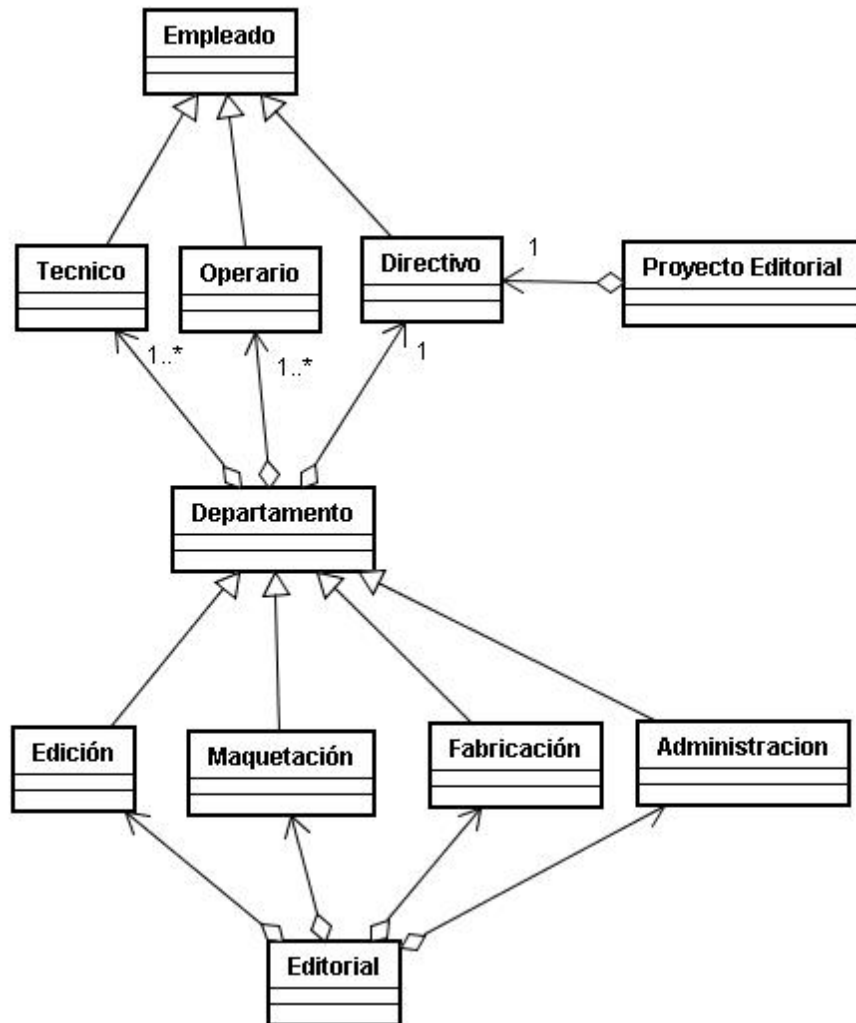 Empleado
Tecnico
Operario
Directivo
1
Proyecto Editorial
1..*
1..*
1
Departamento
Edición
Maquetación
Fabricación
Administracion
Editorial